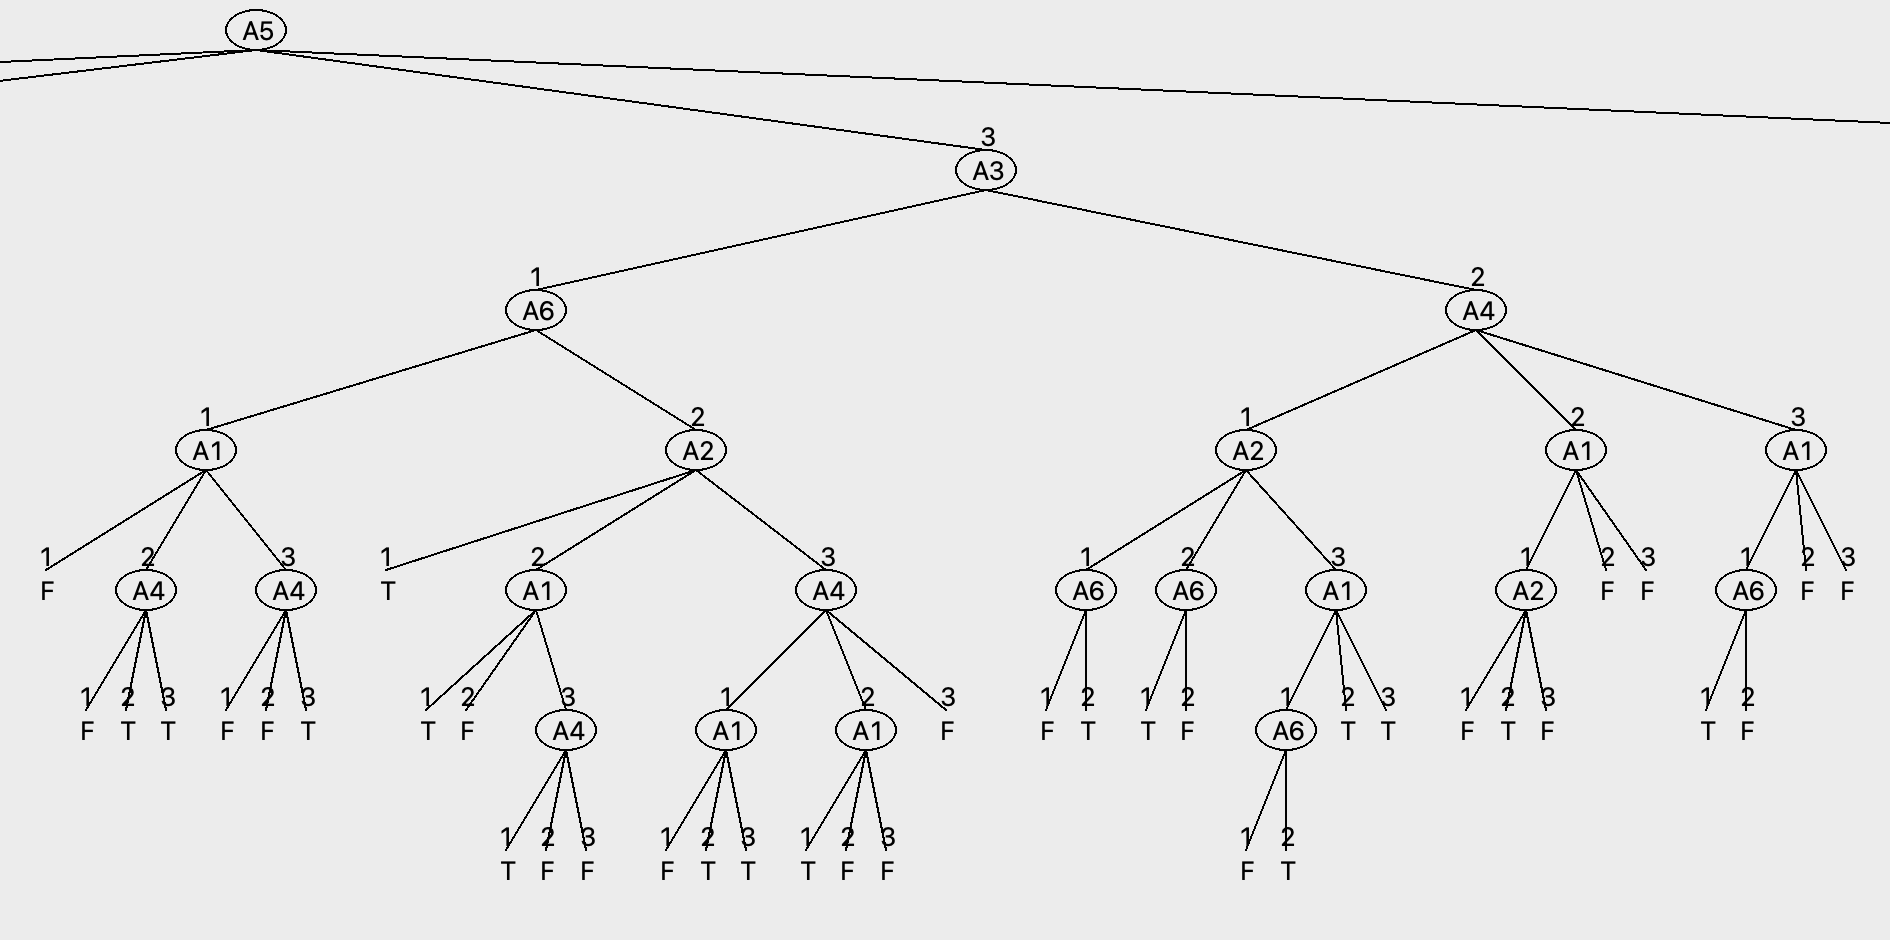 A5
3
A3
1 2
A6 A4
1 2 1 2 3
A1 A2 A2 A1 A1
1 2 3 1 2 3 1 2 3 1 2 3 1 2 3
F A4 A4 T A1 A4 A6 A6 A1 A2 F F A6 F F
1 2 3 1 2 3 1 2 3 1 2 3 1 2 1 2 1 2 3 1 2 3 1 2
F T T F F T T F A4 A1 A1 F F T T F A6 T T F T F T F
1 2 3 1 2 3 1 2 3 1 2
T F F F T T T F F F T